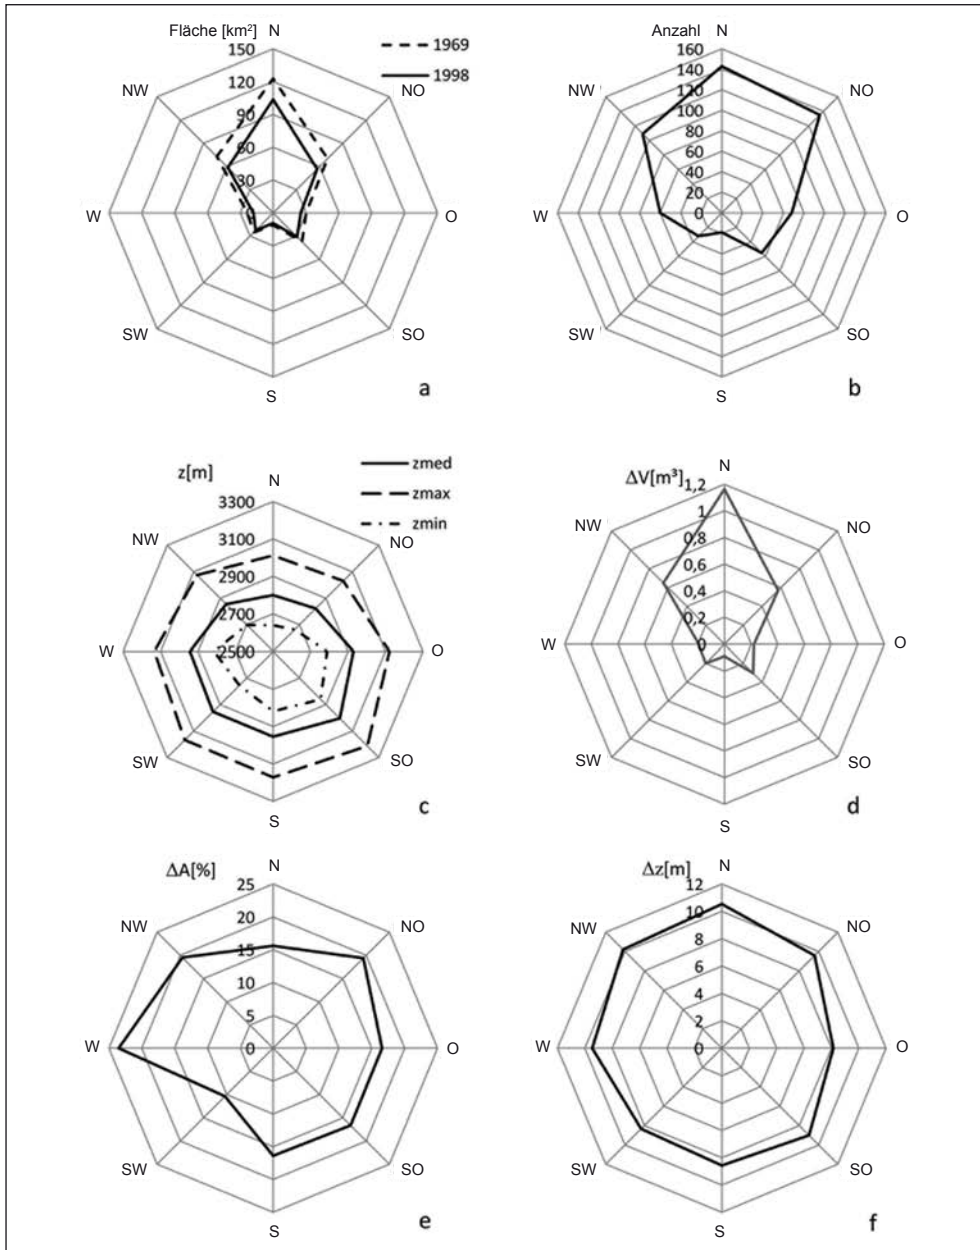 Fläche [km²]
N
150
120
90
60
30
NW
NO
W
O
SW
SO
S
1969
1998
a
Anzahl
N
160
140
120
100
80
60
40
20
0
NW
NO
W
O
SW
SO
S
b
z[m]
N
3300
3100
2900
2700
2500
NW
NO
W
O
SW
SO
S
zmed
zmax
zmin
c
ΔV[m³]
N
1,2
1
0,8
0,6
0,4
0,2
0
NW
NO
W
O
SW
SO
S
d
ΔA[%]
N
25
20
15
10
5
0
NW
NO
W
O
SW
SO
S
e
Δz[m]
N
12
10
8
6
4
2
0
NW
NO
W
O
SW
SO
S
f